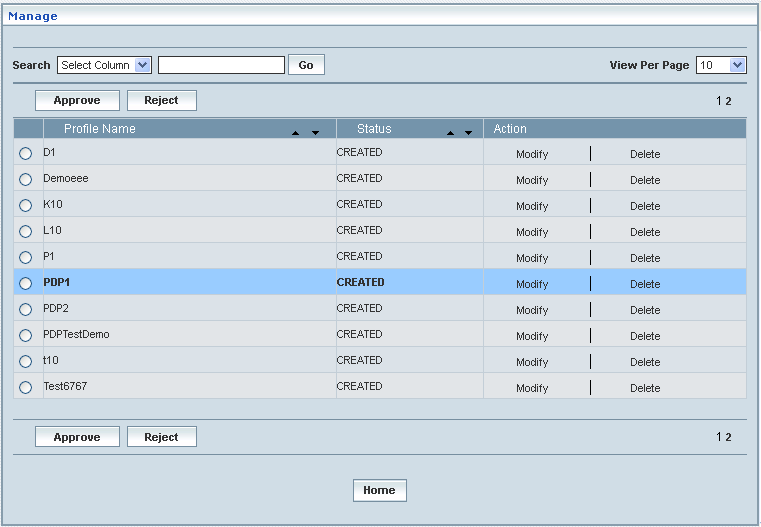 Manage
Search Select Column Go View Per Page 10
Approve Reject 1 2
Profile Name Status Action
D1 CREATED Modify Delete
Demoeee CREATED Modify Delete
K10 CREATED Modify Delete
L10 CREATED Modify Delete
P1 CREATED Modify Delete
PDP1 CREATED Modify Delete
PDP2 CREATED Modify Delete
PDPTestDemo CREATED Modify Delete
t10 CREATED Modify Delete
Test6767 CREATED Modify Delete
Approve Reject 1 2
Home